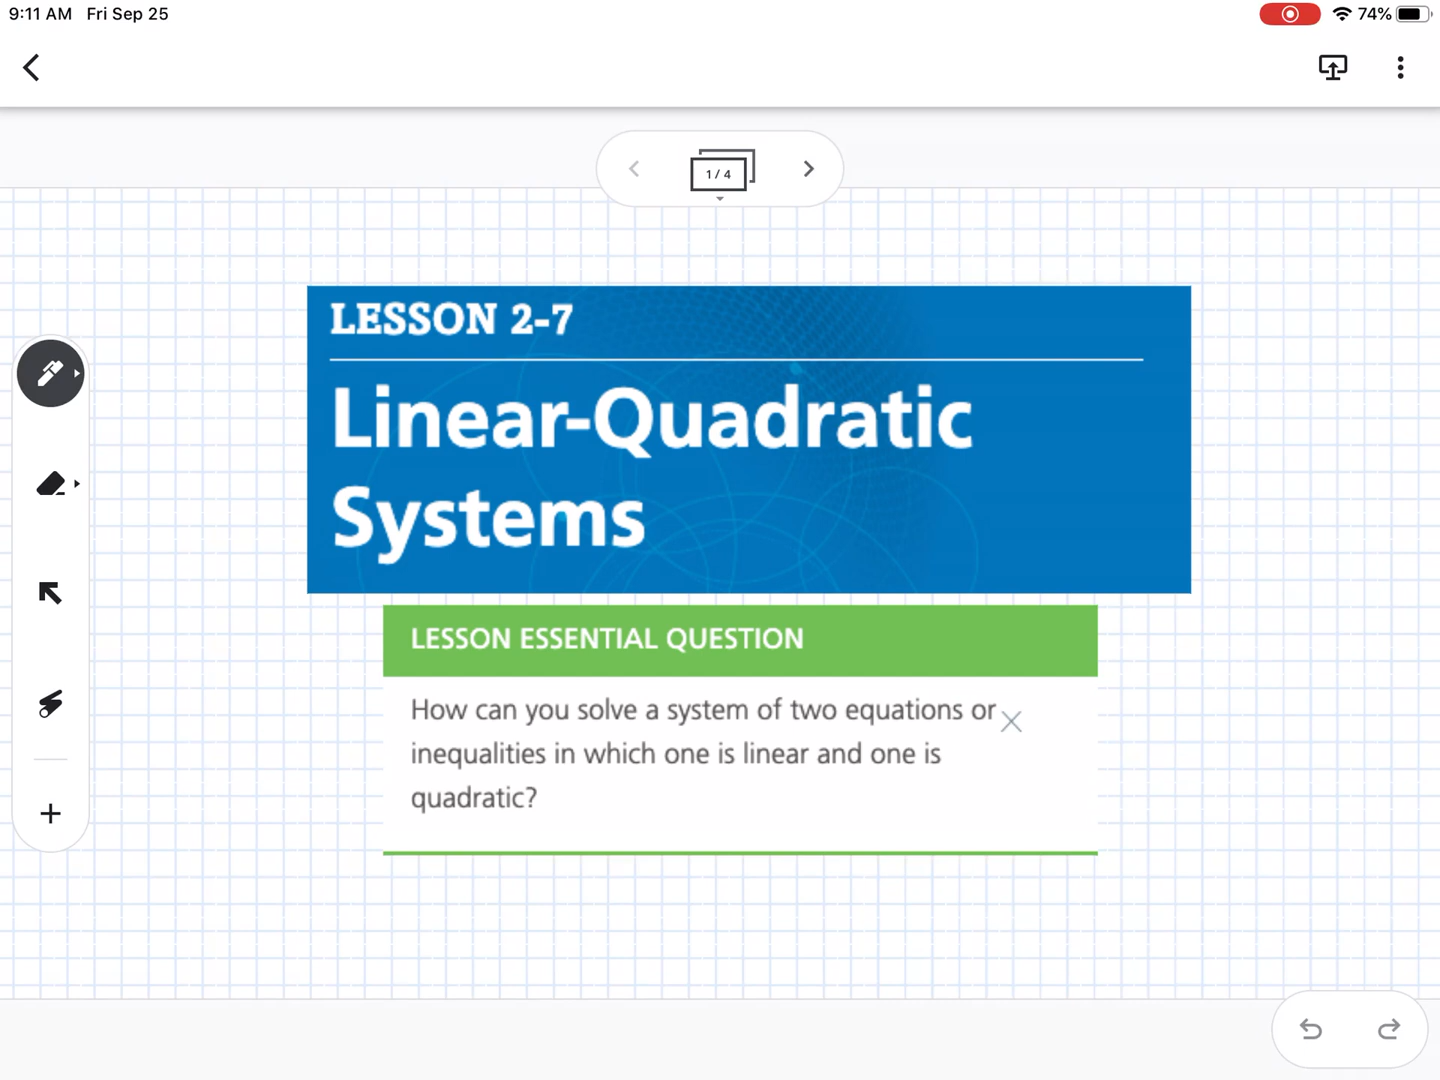 9:11 AM Fri Sep 25
74%
1 / 4
LESSON 2-7
Linear-Quadratic
Systems
LESSON ESSENTIAL QUESTION
How can you solve a system of two equations or
inequalities in which one is linear and one is
quadratic?